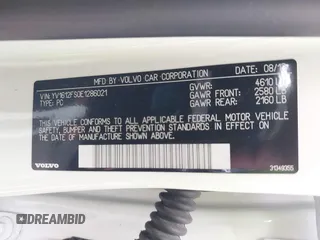 MFD BY VOLVO CAR CORPORATION DATE: 08/1
VIN: YV1612FS0E1286021 GVWR: 4610 LB
TYPE: PC GAWR FRONT: 2580 LB
GAWR REAR: 2160 LB
THIS VEHICLE CONFORMS TO ALL APPLICABLE FEDERAL MOTOR VEHICLE
SAFETY, BUMPER AND THEFT PREVENTION STANDARDS IN EFFECT ON
THE DATE OF MANUFACTURE SHOWN ABOVE.
VOLVO
31349355
DREAMBID